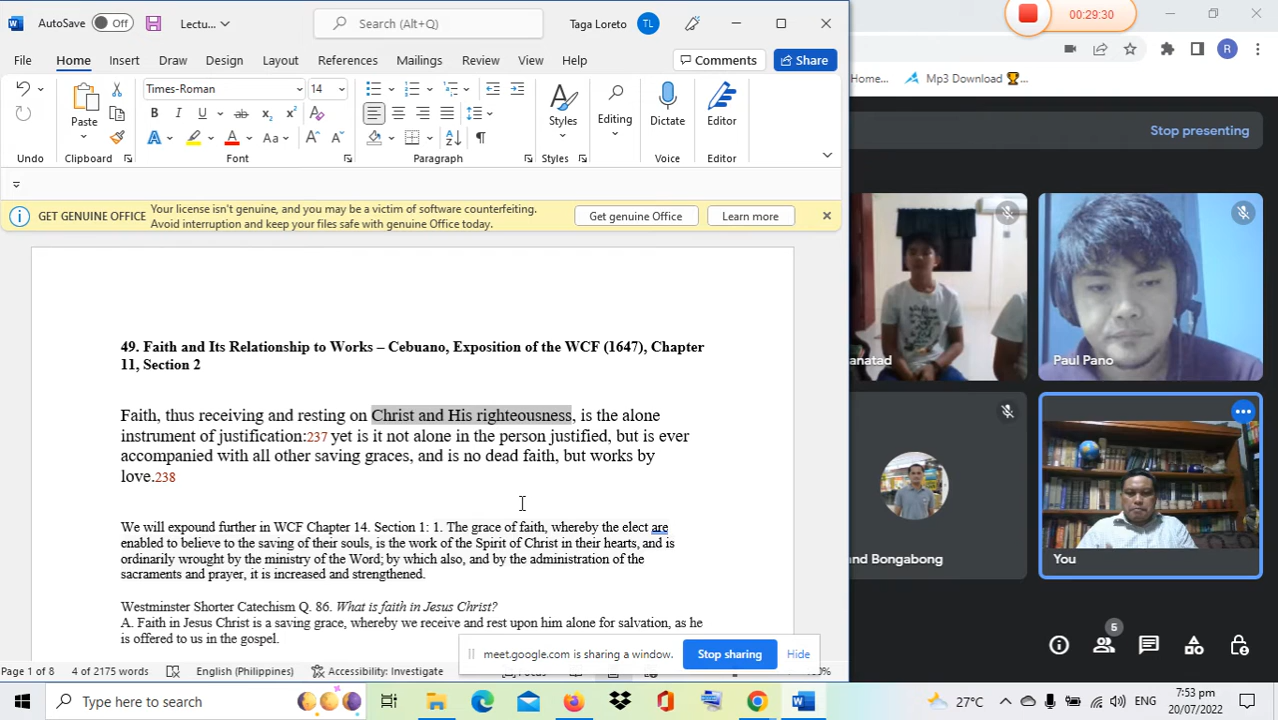 AutoSave Off Lectu... Search (Alt+Q) Taga Loreto TL
00:29:30
File Home Insert Draw Design Layout References Mailings Review View Help Comments Share
R
Home... Mp3 Download
Times-Roman 14
Paste
Styles Editing Dictate Editor
Undo Clipboard Font Paragraph Styles Voice Editor
Stop presenting
GET GENUINE OFFICE Your license isn't genuine, and you may be a victim of software counterfeiting.
Avoid interruption and keep your files safe with genuine Office today.
Get genuine Office Learn more
49. Faith and Its Relationship to Works – Cebuano, Exposition of the WCF (1647), Chapter
11, Section 2
Faith, thus receiving and resting on Christ and His righteousness, is the alone
instrument of justification:237 yet is it not alone in the person justified, but is ever
accompanied with all other saving graces, and is no dead faith, but works by
love.238
We will expound further in WCF Chapter 14. Section 1: 1. The grace of faith, whereby the elect are
enabled to believe to the saving of their souls, is the work of the Spirit of Christ in their hearts, and is
ordinarily wrought by the ministry of the Word; by which also, and by the administration of the
sacraments and prayer, it is increased and strengthened.
Westminster Shorter Catechism Q. 86. What is faith in Jesus Christ?
A. Faith in Jesus Christ is a saving grace, whereby we receive and rest upon him alone for salvation, as he
is offered to us in the gospel.
anatad
Paul Pano
and Bongabong
You
6
meet.google.com is sharing a window. Stop sharing Hide
Page 1 of 8 4 of 2175 words English (Philippines) Accessibility: Investigate
Type here to search
27°C ENG 7:53 pm
20/07/2022